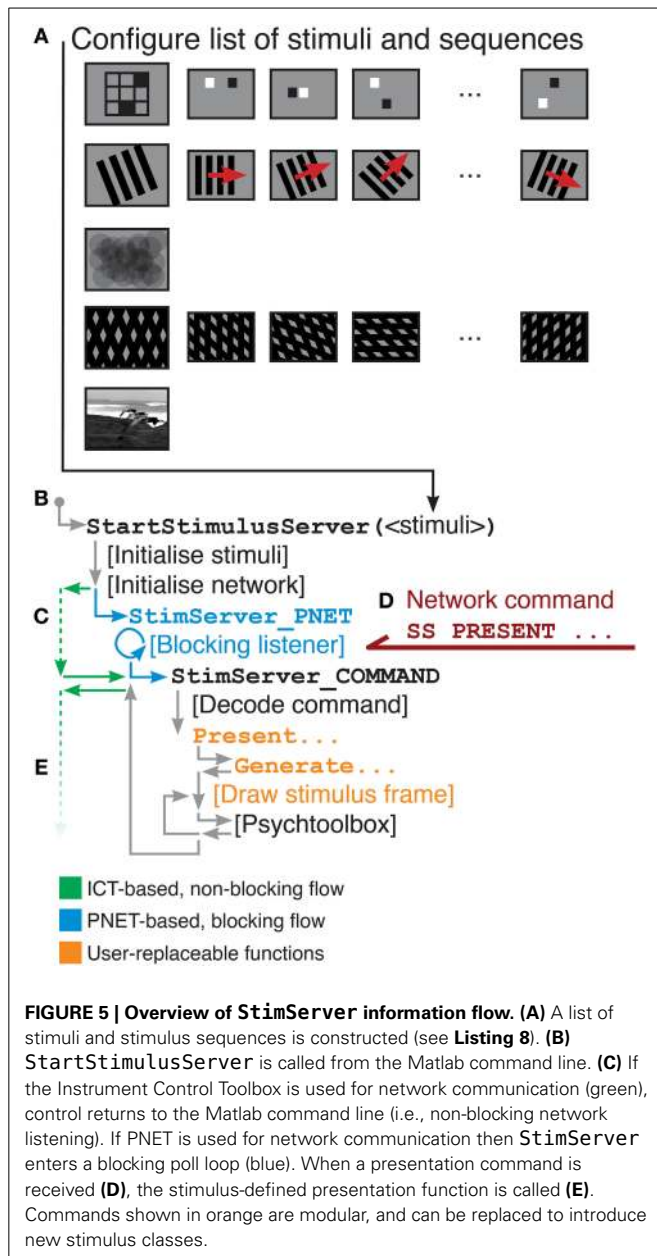 A Configure list of stimuli and sequences
...
...
...
B
StartStimulusServer(<stimuli>)
[Initialise stimuli]
[Initialise network]
C StimServer_PNET D Network command
[Blocking listener] SS PRESENT ...
StimServer_COMMAND
[Decode command]
Present...
E Generate...
[Draw stimulus frame]
[Psychtoolbox]
ICT-based, non-blocking flow
PNET-based, blocking flow
User-replaceable functions
FIGURE 5 | Overview of StimServer information flow. (A) A list of
stimuli and stimulus sequences is constructed (see Listing 8). (B)
StartStimulusServer is called from the Matlab command line. (C) If
the Instrument Control Toolbox is used for network communication (green),
control returns to the Matlab command line (i.e., non-blocking network
listening). If PNET is used for network communication then StimServer
enters a blocking poll loop (blue). When a presentation command is
received (D), the stimulus-defined presentation function is called (E).
Commands shown in orange are modular, and can be replaced to introduce
new stimulus classes.